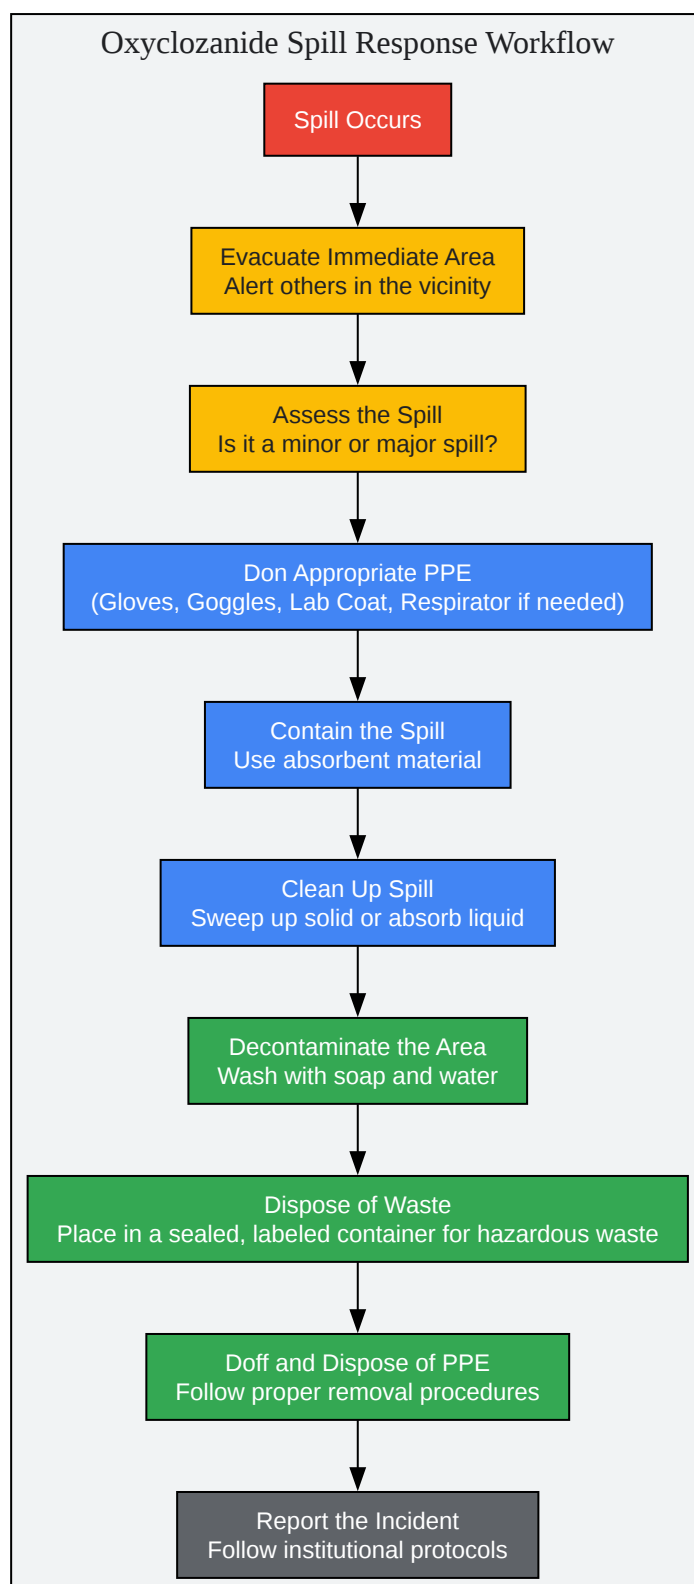 Oxyclozanide Spill Response Workflow
Spill Occurs
Evacuate Immediate Area
Alert others in the vicinity
Assess the Spill
Is it a minor or major spill?
Don Appropriate PPE
(Gloves, Goggles, Lab Coat, Respirator if needed)
Contain the Spill
Use absorbent material
Clean Up Spill
Sweep up solid or absorb liquid
Decontaminate the Area
Wash with soap and water
Dispose of Waste
Place in a sealed, labeled container for hazardous waste
Doff and Dispose of PPE
Follow proper removal procedures
Report the Incident
Follow institutional protocols